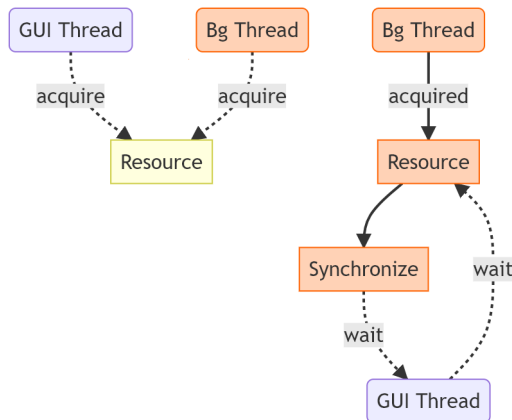 GUI Thread
Bg Thread
Bg Thread
acquire
acquire
acquired
Resource
Resource
Synchronize
wait
wait
GUI Thread